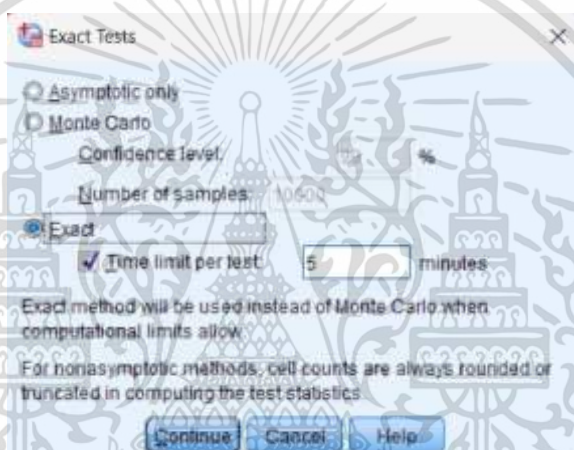 Exact Tests
Asymptotic only
Monte Carlo
Confidence level: %
Number of samples: 10000
Exact
Time limit per test: 5 minutes
Exact method will be used instead of Monte Carlo when
computational limits allow.
For nonasymptotic methods, cell counts are always rounded or
truncated in computing the test statistics.
Continue Cancel Help